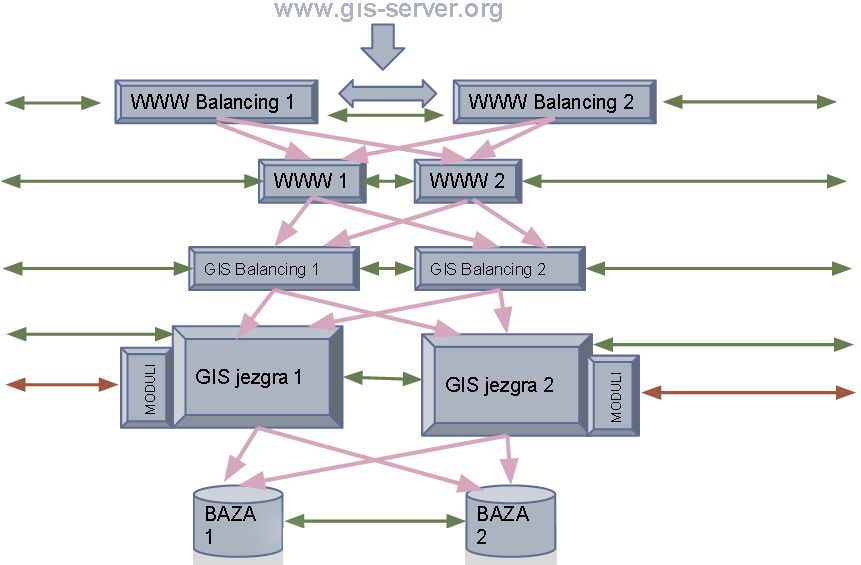 www.gis-server.org
WWW Balancing 1
WWW Balancing 2
WWW 1
WWW 2
GIS Balancing 1
GIS Balancing 2
MODULI
GIS jezgra 1
GIS jezgra 2
MODULI
BAZA
1
BAZA
2